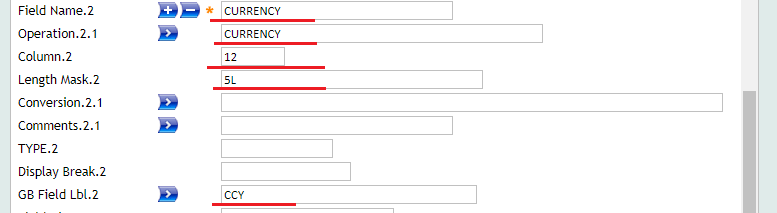 Field Name.2 * CURRENCY
Operation.2.1 CURRENCY
Column.2 12
Length Mask.2 5L
Conversion.2.1
Comments.2.1
TYPE.2
Display Break.2
GB Field Lbl.2 CCY